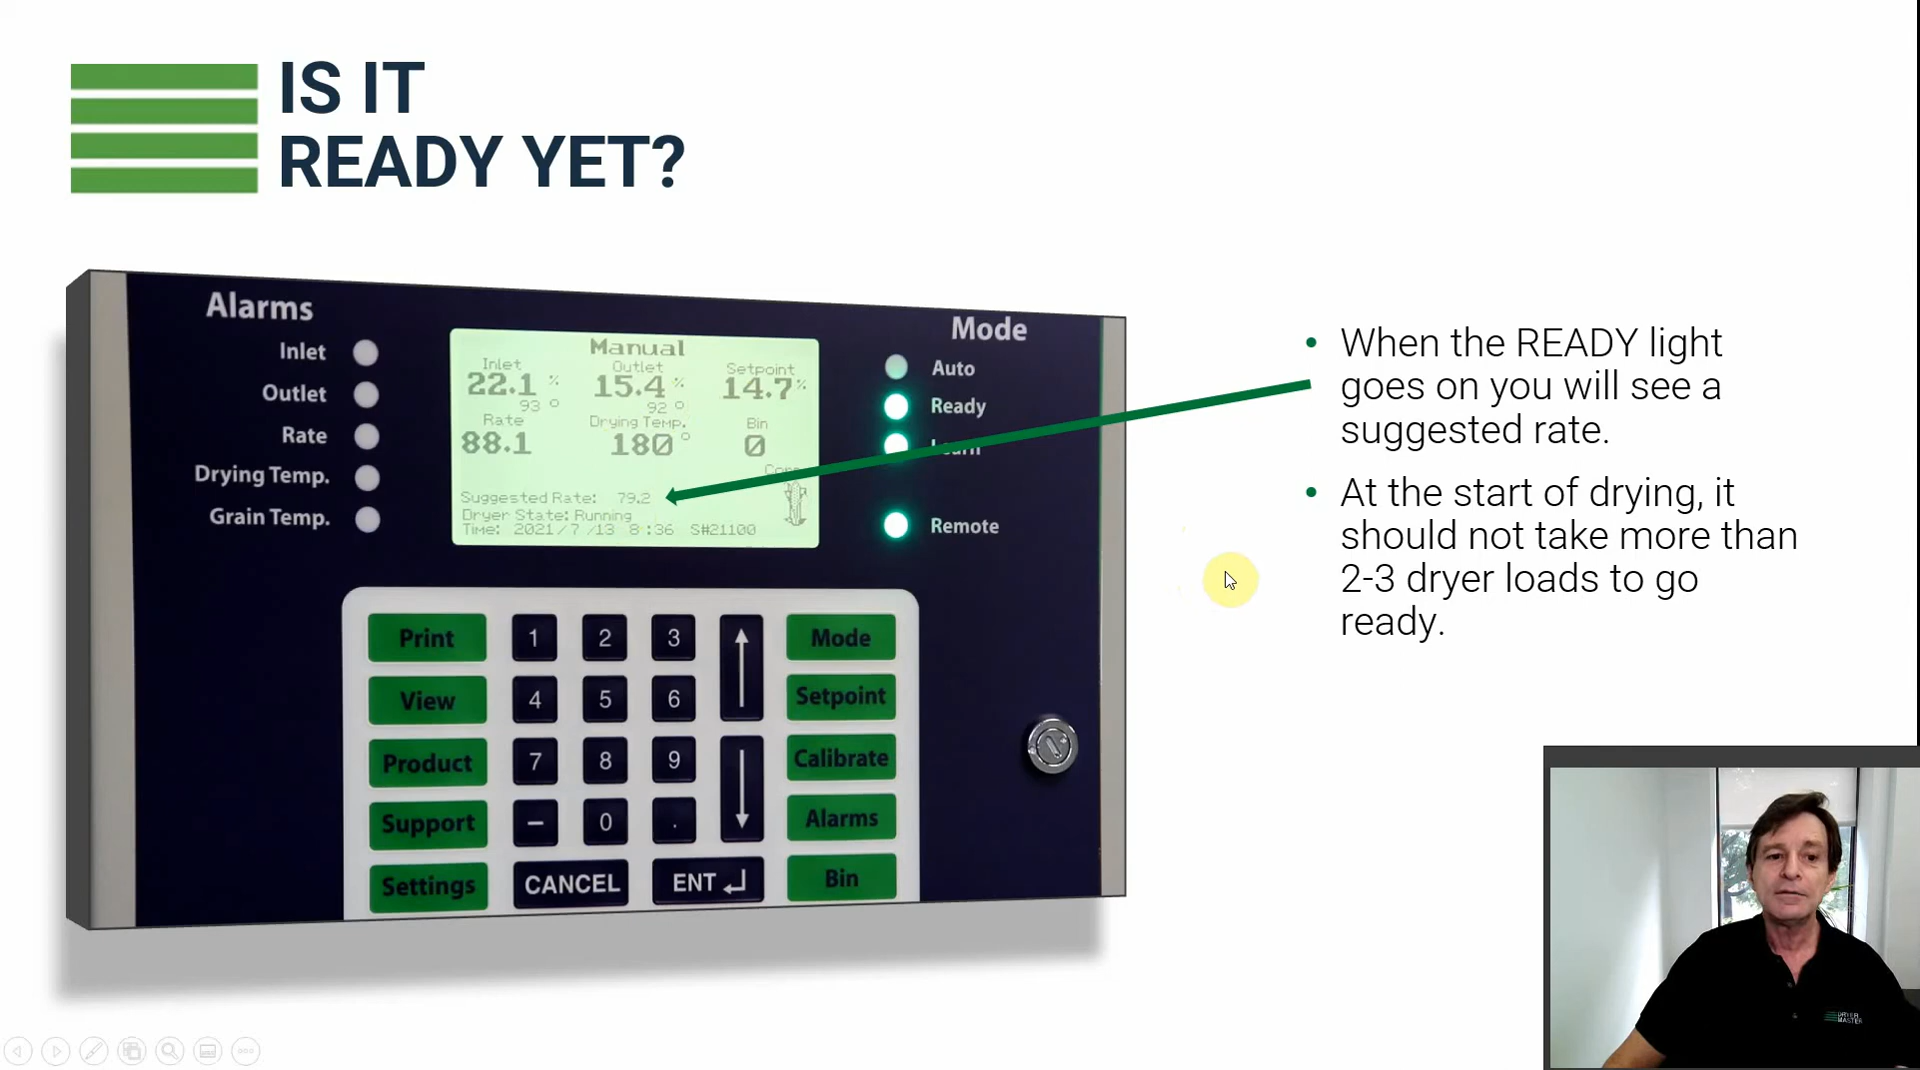 IS IT
READY YET?
Alarms
Inlet
Outlet
Rate
Drying Temp.
Grain Temp.
Manual
Inlet Outlet Setpoint
22.1 % 15.4 % 14.7 %
93 ° 92 °
Rate Drying Temp. Bin
88.1 180 ° 0
Suggested Rate: 79.2
Dryer State: Running
Time: 2021/7 /13 8:36 S#21100
Mode
Auto
Ready
Learn
Remote
Print 1 2 3 Mode
View 4 5 6 Setpoint
Product 7 8 9 Calibrate
Support – 0 . Alarms
Settings CANCEL ENT Bin
• When the READY light
goes on you will see a
suggested rate.
• At the start of drying, it
should not take more than
2-3 dryer loads to go
ready.
DRYER
MASTER